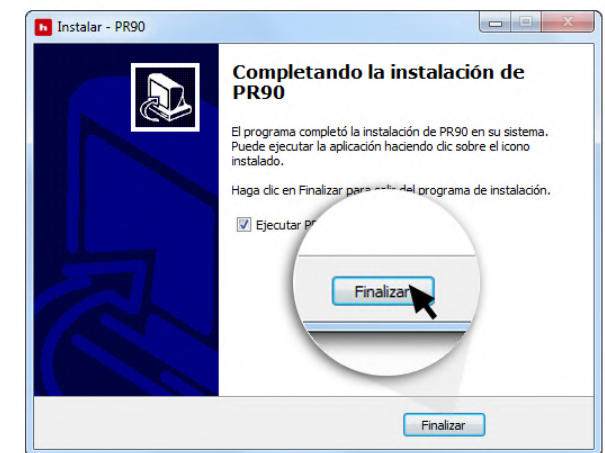 Instalar - PR90
Completando la instalación de
PR90
El programa completó la instalación de PR90 en su sistema.
Puede ejecutar la aplicación haciendo clic sobre el icono
instalado.
Haga clic en Finalizar para salir del programa de instalación.
Ejecutar
Finalizar
Finalizar